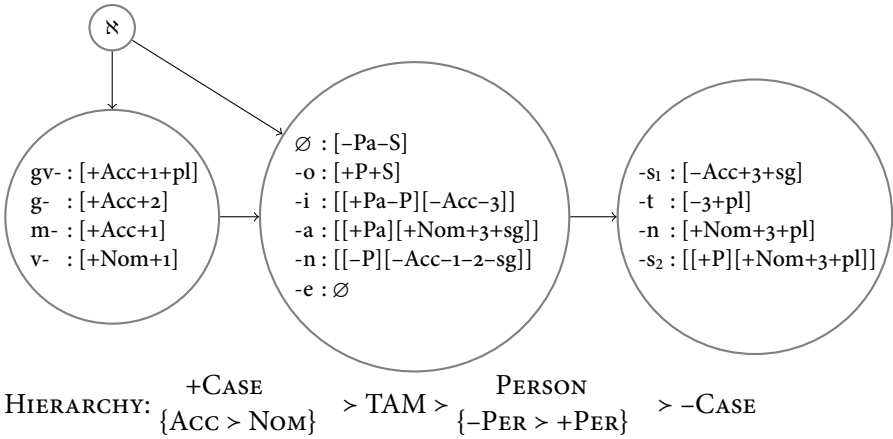 ℵ
gv- : [+Acc+1+pl]
g- : [+Acc+2]
m- : [+Acc+1]
v- : [+Nom+1]
∅ : [–Pa–S]
-o : [+P+S]
-i : [[+Pa–P][–Acc–3]]
-a : [[+Pa][+Nom+3+sg]]
-n : [[–P][–Acc–1–2–sg]]
-e : ∅
-s₁ : [–Acc+3+sg]
-t : [–3+pl]
-n : [+Nom+3+pl]
-s₂ : [[+P][+Nom+3+pl]]
HIERARCHY: +CASE {ACC > NOM} > TAM > PERSON {–PER > +PER} > –CASE